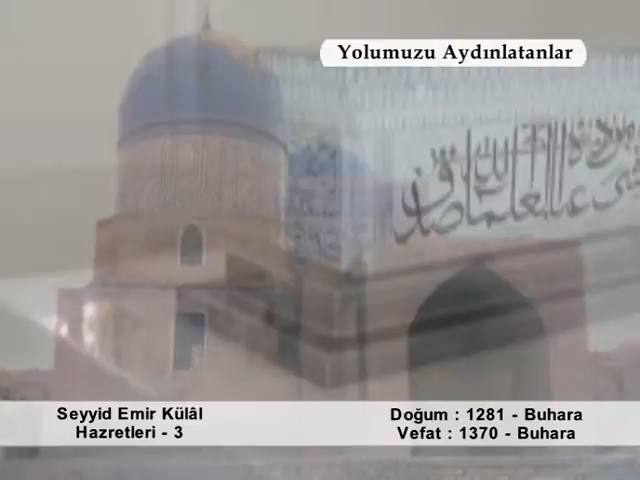 Yolumuzu Aydınlatanlar
Seyyid Emir Külâl
Hazretleri - 3
Doğum : 1281 - Buhara
Vefat : 1370 - Buhara